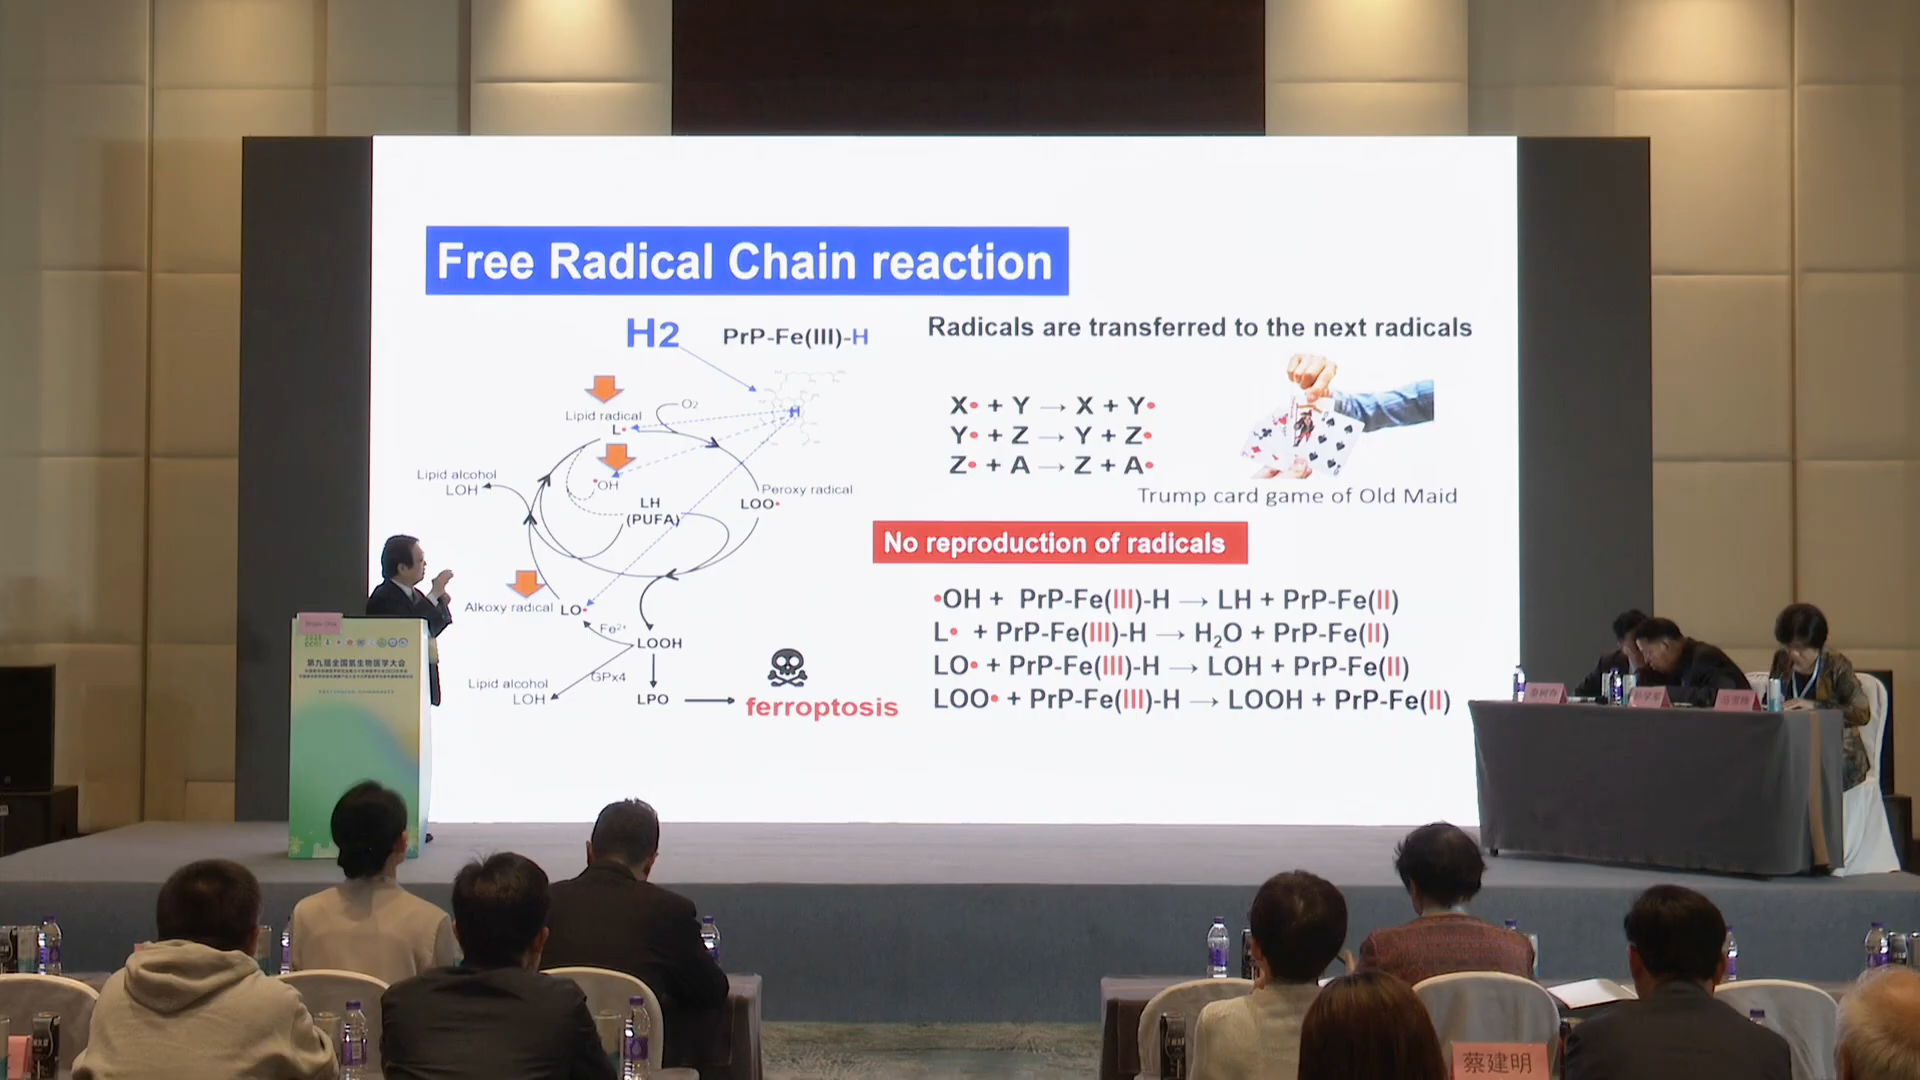 Free Radical Chain reaction
H2
PrP-Fe(III)-H
Lipid radical
L•
O₂
H
•OH
Lipid alcohol
LOH
LH
(PUFA)
Peroxy radical
LOO•
Alkoxy radical LO•
Fe²⁺
LOOH
GPx4
Lipid alcohol
LOH
LPO
ferroptosis
Radicals are transferred to the next radicals
X• + Y → X + Y•
Y• + Z → Y + Z•
Z• + A → Z + A•
Trump card game of Old Maid
No reproduction of radicals
•OH + PrP-Fe(III)-H → LH + PrP-Fe(II)
L• + PrP-Fe(III)-H → H₂O + PrP-Fe(II)
LO• + PrP-Fe(III)-H → LOH + PrP-Fe(II)
LOO• + PrP-Fe(III)-H → LOOH + PrP-Fe(II)
第九届全国氢生物医学大会
蔡建明